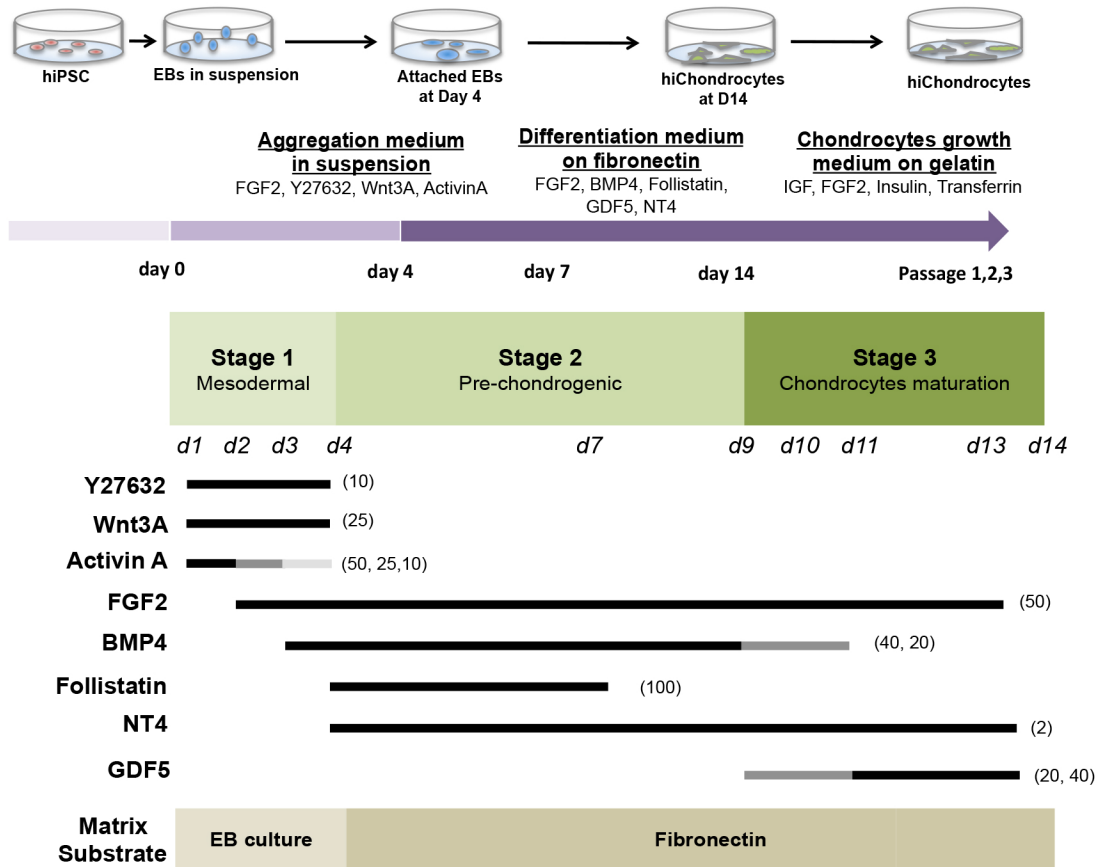 hiPSC
EBs in suspension
Attached EBs
at Day 4
hiChondrocytes
at D14
hiChondrocytes
Aggregation medium
in suspension
FGF2, Y27632, Wnt3A, ActivinA
Differentiation medium
on fibronectin
FGF2, BMP4, Follistatin,
GDF5, NT4
Chondrocytes growth
medium on gelatin
IGF, FGF2, Insulin, Transferrin
day 0
day 4
day 7
day 14
Passage 1,2,3
Stage 1
Mesodermal
Stage 2
Pre-chondrogenic
Stage 3
Chondrocytes maturation
d1 d2 d3 d4 d7 d9 d10 d11 d13 d14
Y27632 (10)
Wnt3A (25)
Activin A (50, 25,10)
FGF2 (50)
BMP4 (40, 20)
Follistatin (100)
NT4 (2)
GDF5 (20, 40)
Matrix
Substrate
EB culture
Fibronectin